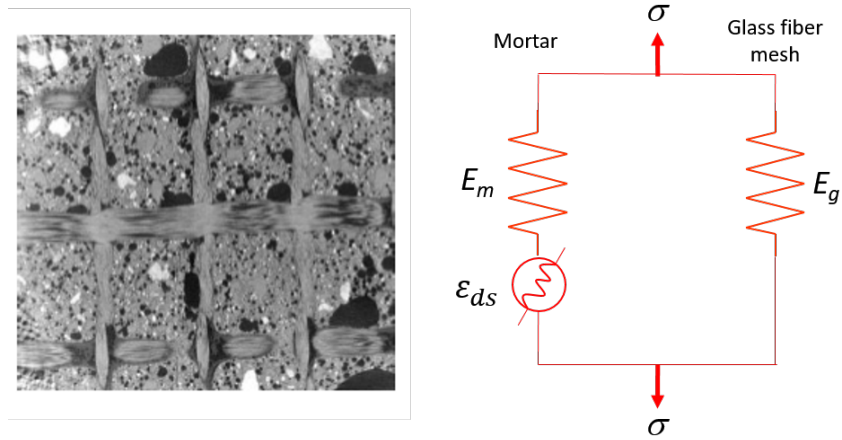 σ
Mortar
Glass fiber
mesh
E_m
E_g
ε_ds
σ